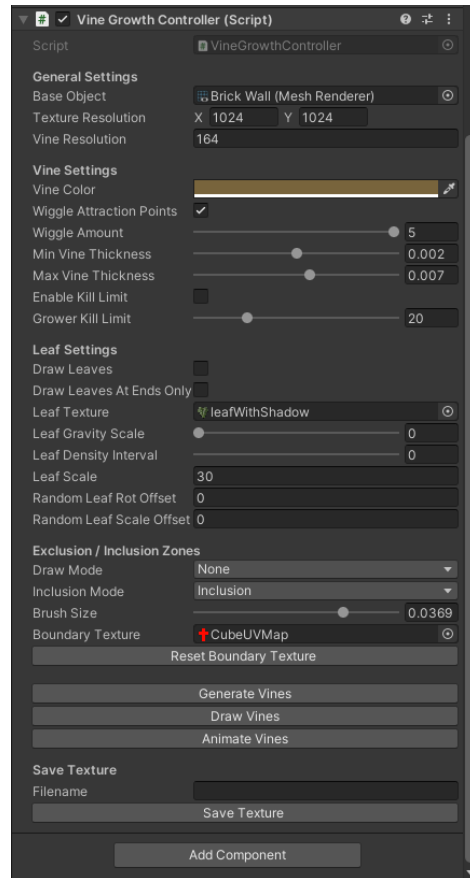 # Vine Growth Controller (Script)
Script VineGrowthController
General Settings
Base Object Brick Wall (Mesh Renderer)
Texture Resolution X 1024 Y 1024
Vine Resolution 164
Vine Settings
Vine Color
Wiggle Attraction Points
Wiggle Amount 5
Min Vine Thickness 0.002
Max Vine Thickness 0.007
Enable Kill Limit
Grower Kill Limit 20
Leaf Settings
Draw Leaves
Draw Leaves At Ends Only
Leaf Texture leafWithShadow
Leaf Gravity Scale 0
Leaf Density Interval 0
Leaf Scale 30
Random Leaf Rot Offset 0
Random Leaf Scale Offset 0
Exclusion / Inclusion Zones
Draw Mode None
Inclusion Mode Inclusion
Brush Size 0.0369
Boundary Texture CubeUVMap
Reset Boundary Texture
Generate Vines
Draw Vines
Animate Vines
Save Texture
Filename
Save Texture
Add Component